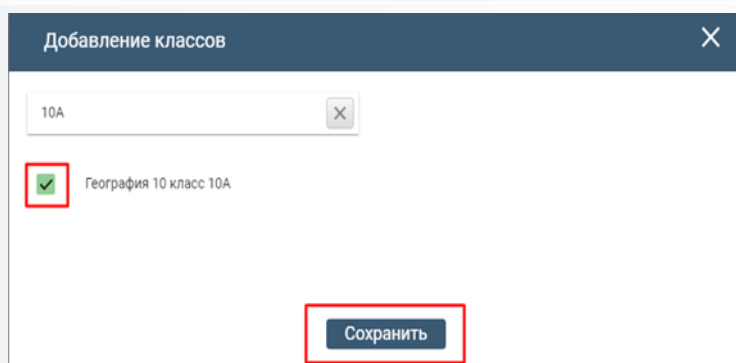 Добавление классов
10А
География 10 класс 10А
Сохранить